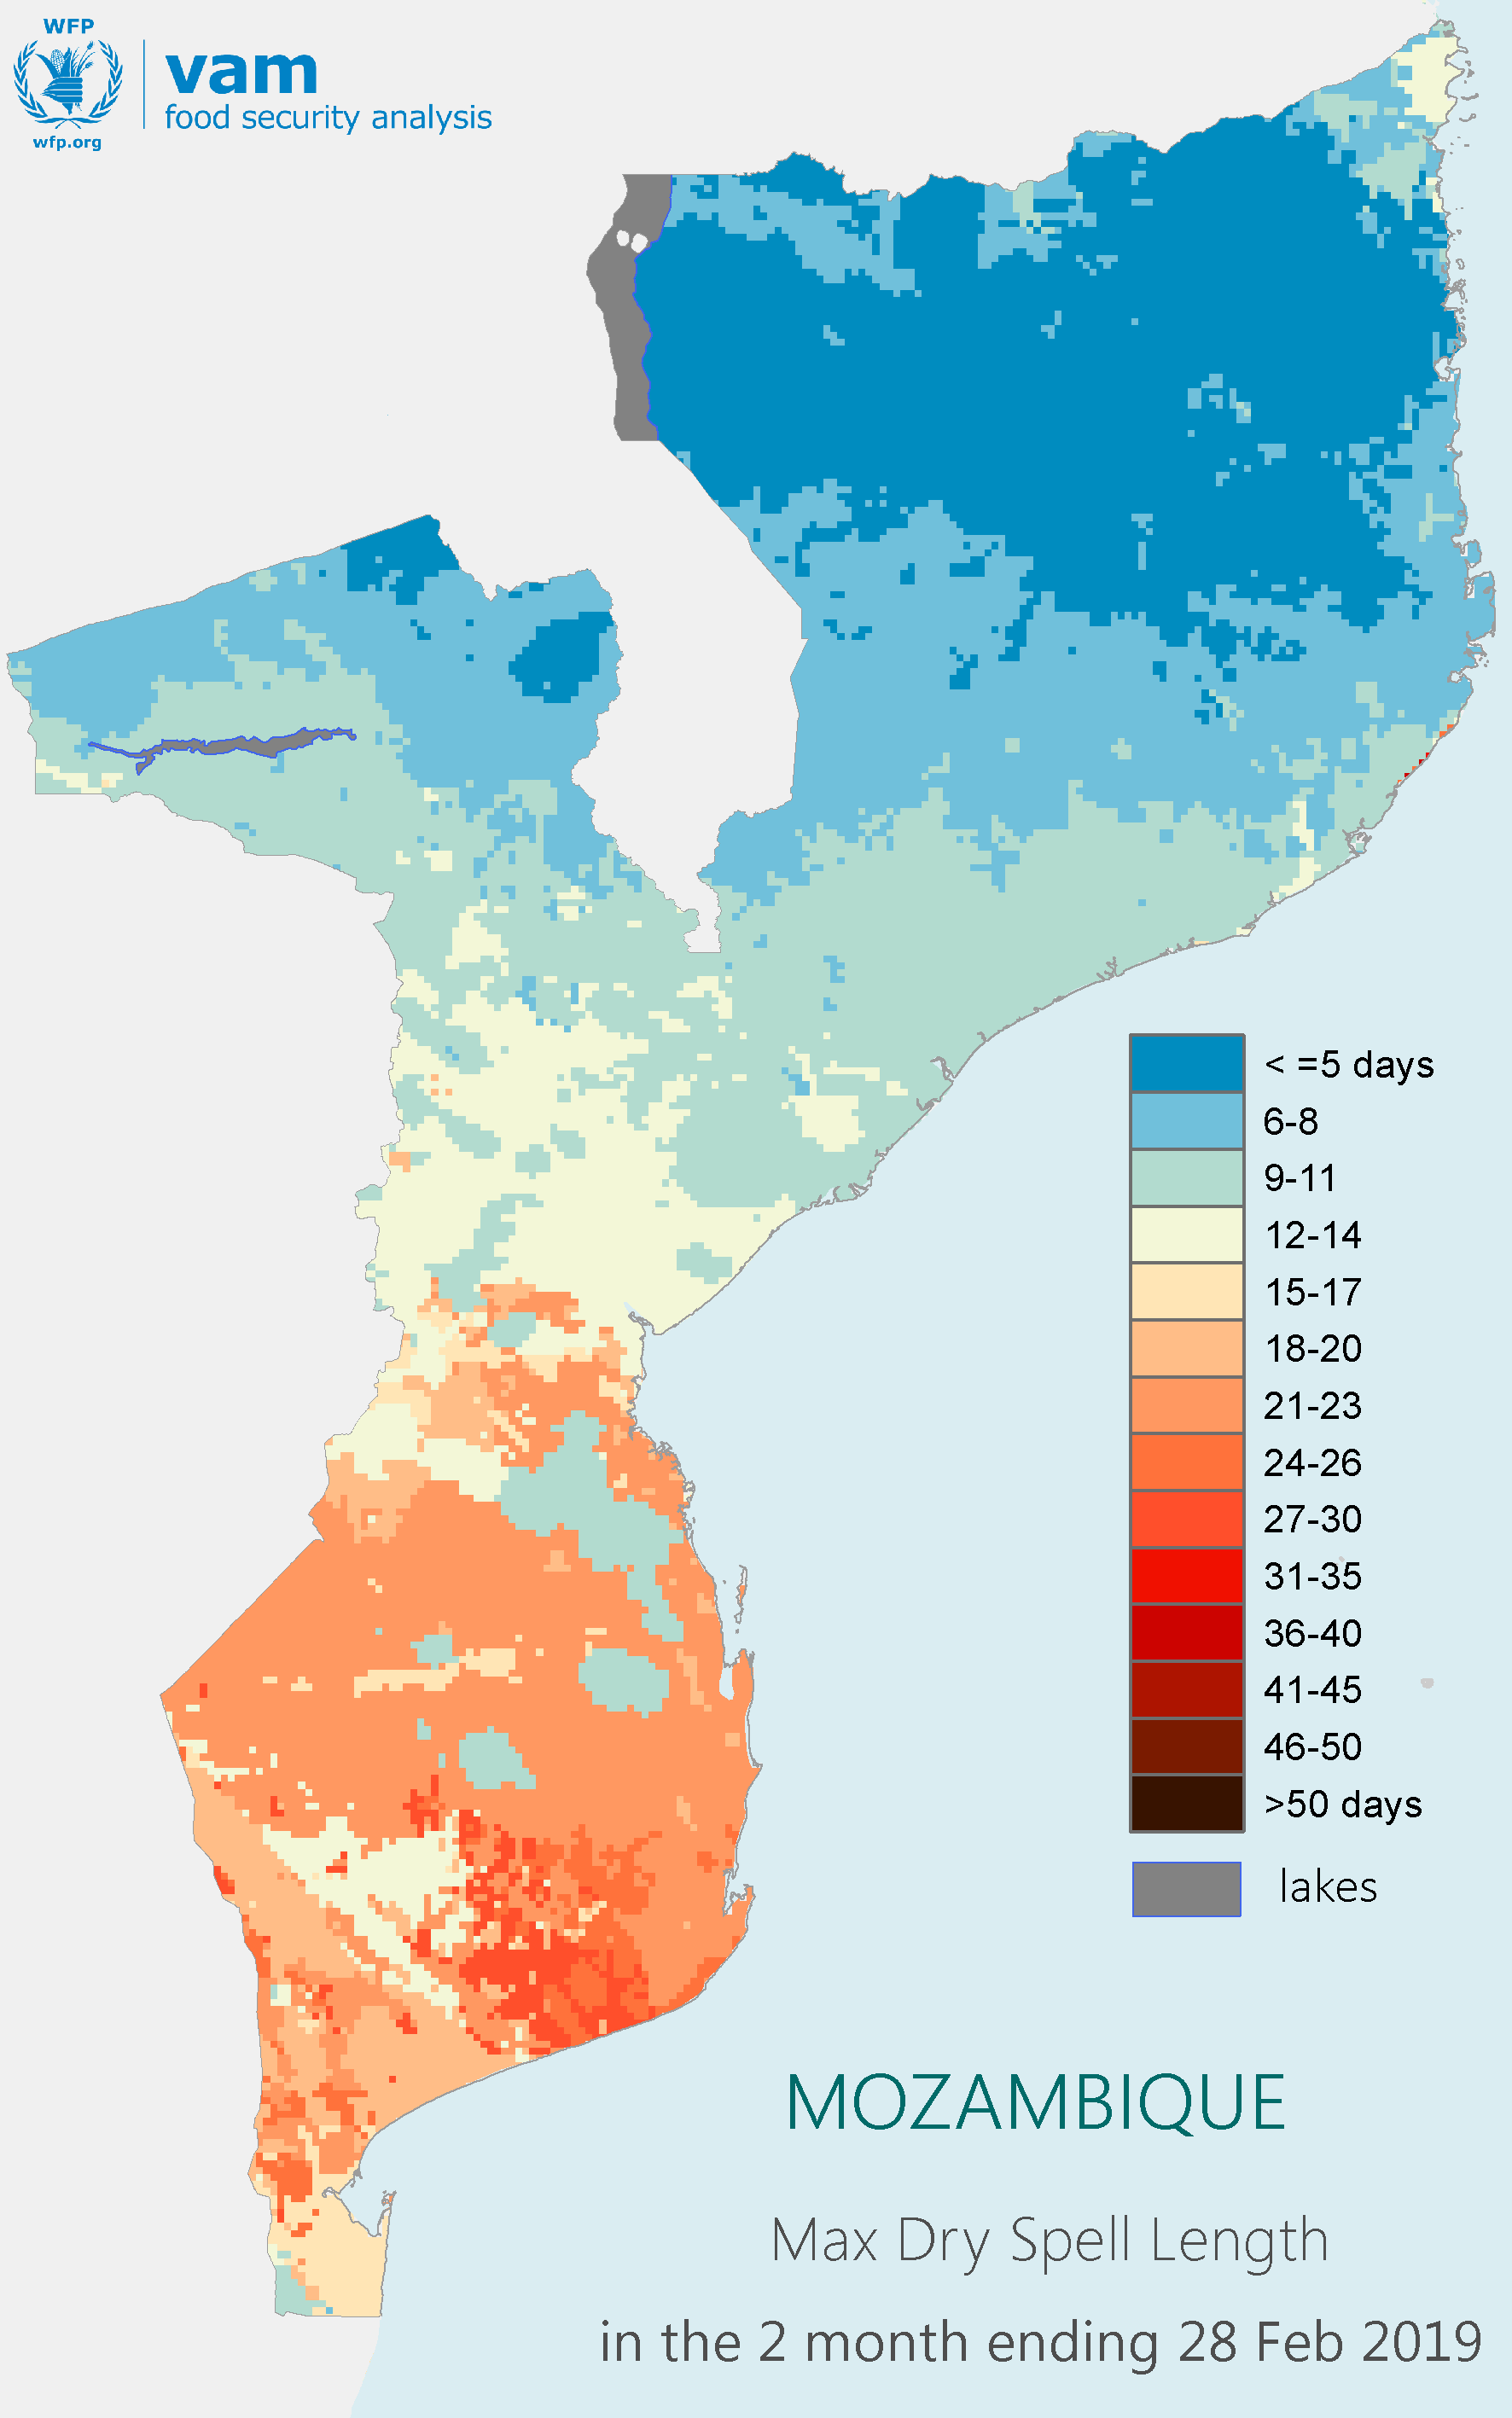 WFP
vam
food security analysis
wfp.org
< =5 days
6-8
9-11
12-14
15-17
18-20
21-23
24-26
27-30
31-35
36-40
41-45
46-50
>50 days
lakes
MOZAMBIQUE
Max Dry Spell Length
in the 2 month ending 28 Feb 2019